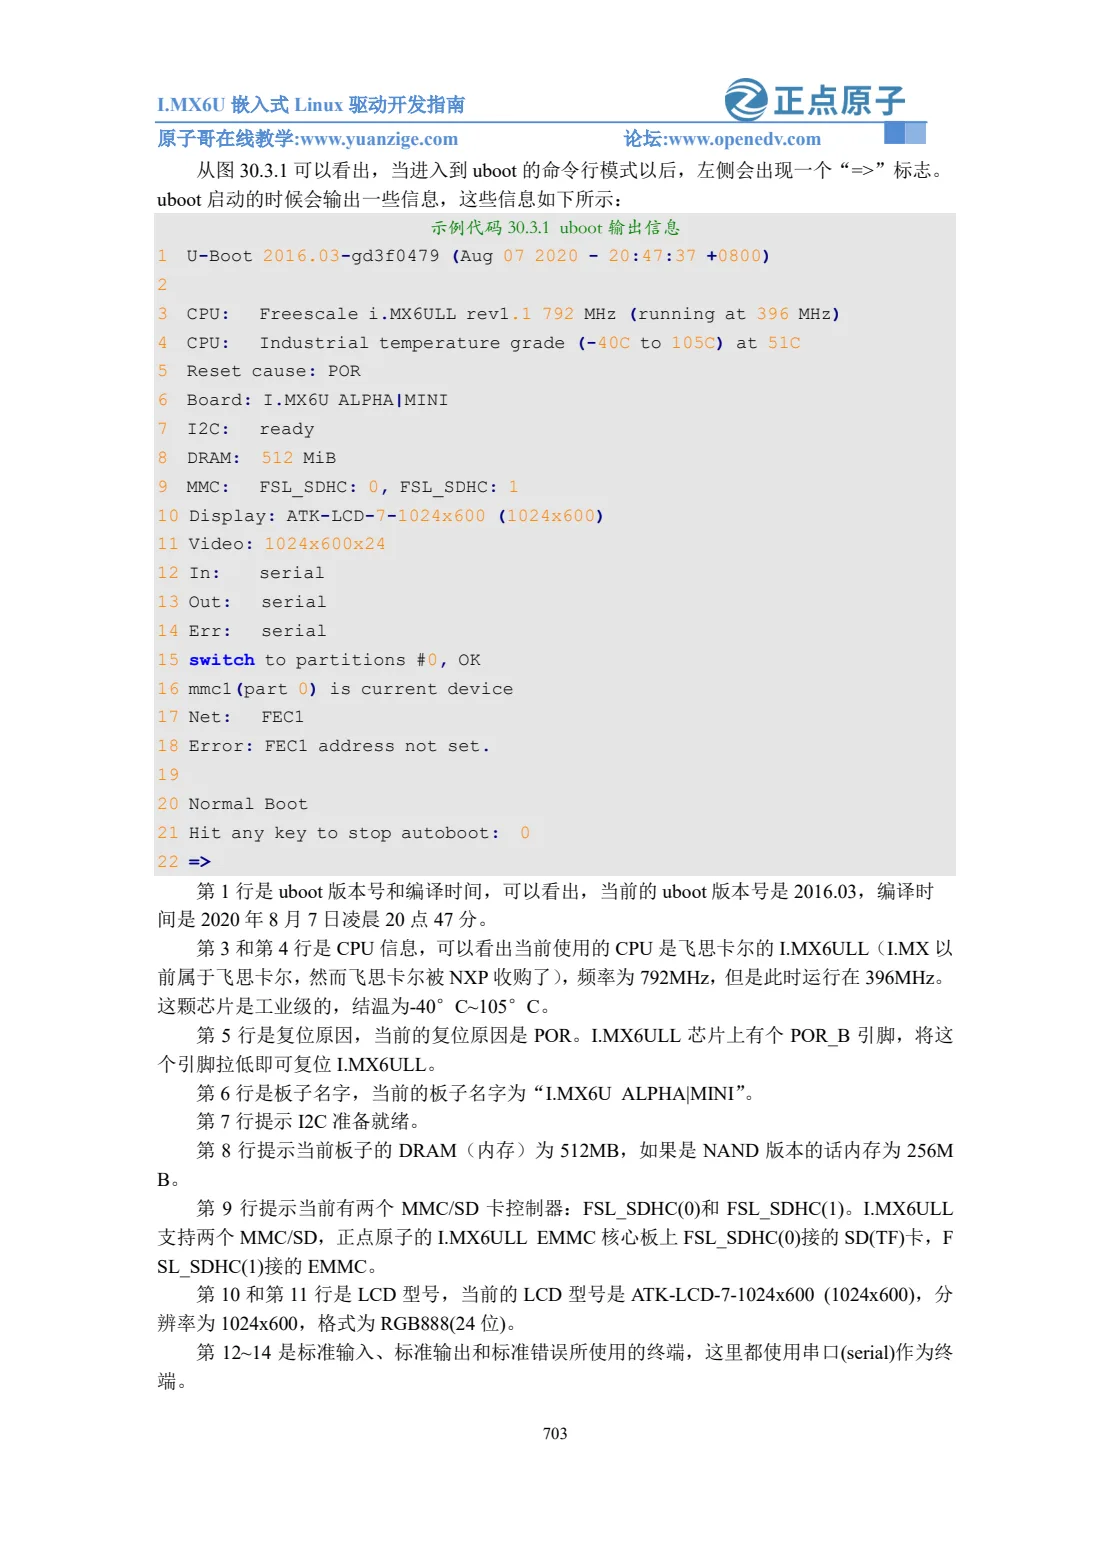 I.MX6U 嵌入式 Linux 驱动开发指南
正点原子
原子哥在线教学:www.yuanzige.com 论坛:www.openedv.com
从图 30.3.1 可以看出，当进入到 uboot 的命令行模式以后，左侧会出现一个“=>”标志。
uboot 启动的时候会输出一些信息，这些信息如下所示：
示例代码 30.3.1 uboot 输出信息
1 U-Boot 2016.03-gd3f0479 (Aug 07 2020 - 20:47:37 +0800)
2
3 CPU: Freescale i.MX6ULL rev1.1 792 MHz (running at 396 MHz)
4 CPU: Industrial temperature grade (-40C to 105C) at 51C
5 Reset cause: POR
6 Board: I.MX6U ALPHA|MINI
7 I2C: ready
8 DRAM: 512 MiB
9 MMC: FSL_SDHC: 0, FSL_SDHC: 1
10 Display: ATK-LCD-7-1024x600 (1024x600)
11 Video: 1024x600x24
12 In: serial
13 Out: serial
14 Err: serial
15 switch to partitions #0, OK
16 mmc1(part 0) is current device
17 Net: FEC1
18 Error: FEC1 address not set.
19
20 Normal Boot
21 Hit any key to stop autoboot: 0
22 =>
第 1 行是 uboot 版本号和编译时间，可以看出，当前的 uboot 版本号是 2016.03，编译时
间是 2020 年 8 月 7 日凌晨 20 点 47 分。
第 3 和第 4 行是 CPU 信息，可以看出当前使用的 CPU 是飞思卡尔的 I.MX6ULL（I.MX 以
前属于飞思卡尔，然而飞思卡尔被 NXP 收购了），频率为 792MHz，但是此时运行在 396MHz。
这颗芯片是工业级的，结温为-40°C~105°C。
第 5 行是复位原因，当前的复位原因是 POR。I.MX6ULL 芯片上有个 POR_B 引脚，将这
个引脚拉低即可复位 I.MX6ULL。
第 6 行是板子名字，当前的板子名字为“I.MX6U ALPHA|MINI”。
第 7 行提示 I2C 准备就绪。
第 8 行提示当前板子的 DRAM（内存）为 512MB，如果是 NAND 版本的话内存为 256M
B。
第 9 行提示当前有两个 MMC/SD 卡控制器：FSL_SDHC(0)和 FSL_SDHC(1)。I.MX6ULL
支持两个 MMC/SD，正点原子的 I.MX6ULL EMMC 核心板上 FSL_SDHC(0)接的 SD(TF)卡，F
SL_SDHC(1)接的 EMMC。
第 10 和第 11 行是 LCD 型号，当前的 LCD 型号是 ATK-LCD-7-1024x600 (1024x600)，分
辨率为 1024x600，格式为 RGB888(24 位)。
第 12~14 是标准输入、标准输出和标准错误所使用的终端，这里都使用串口(serial)作为终
端。
703